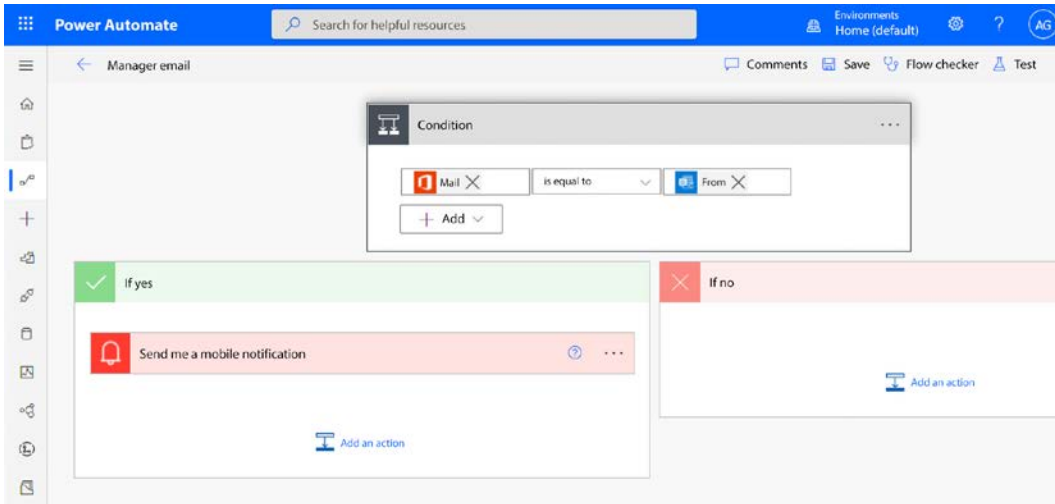 Power Automate
Search for helpful resources
Environments
Home (default)
?
AG
Manager email
Comments
Save
Flow checker
Test
Condition
...
Mail
is equal to
From
+ Add
If yes
If no
Send me a mobile notification
?
...
Add an action
Add an action